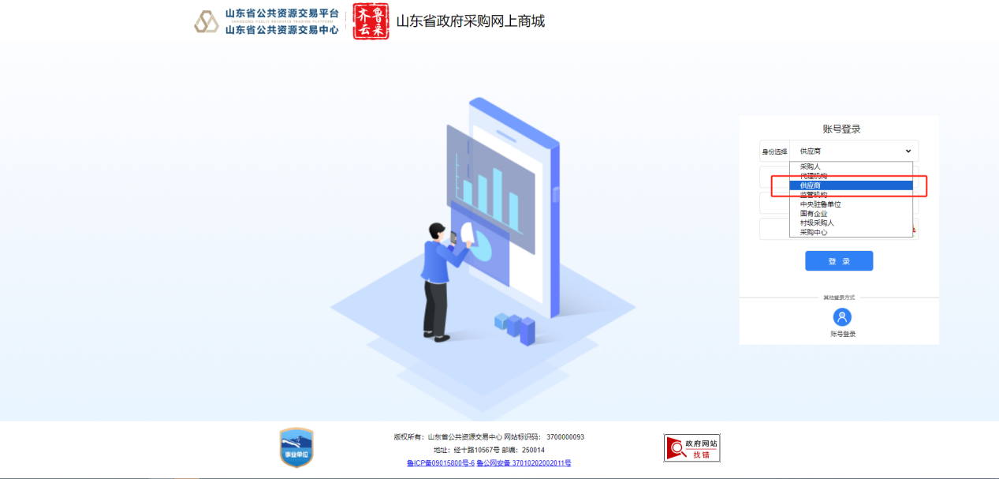 山东省公共资源交易平台
SHANDONG PUBLIC RESOURCE TRADING PLATFORM
山东省公共资源交易中心
齐鲁云采
山东省政府采购网上商城
账号登录
身份选择 供应商
采购人
代理机构
供应商
监管机构
中央驻鲁单位
国有企业
村级采购人
采购中心
登 录
其他登录方式
账号登录
事业单位
版权所有：山东省公共资源交易中心 网站标识码： 3700000093
地址：经十路10567号 邮编：250014
鲁ICP备09015800号-6 鲁公网安备 37010202002011号
政府网站
找错